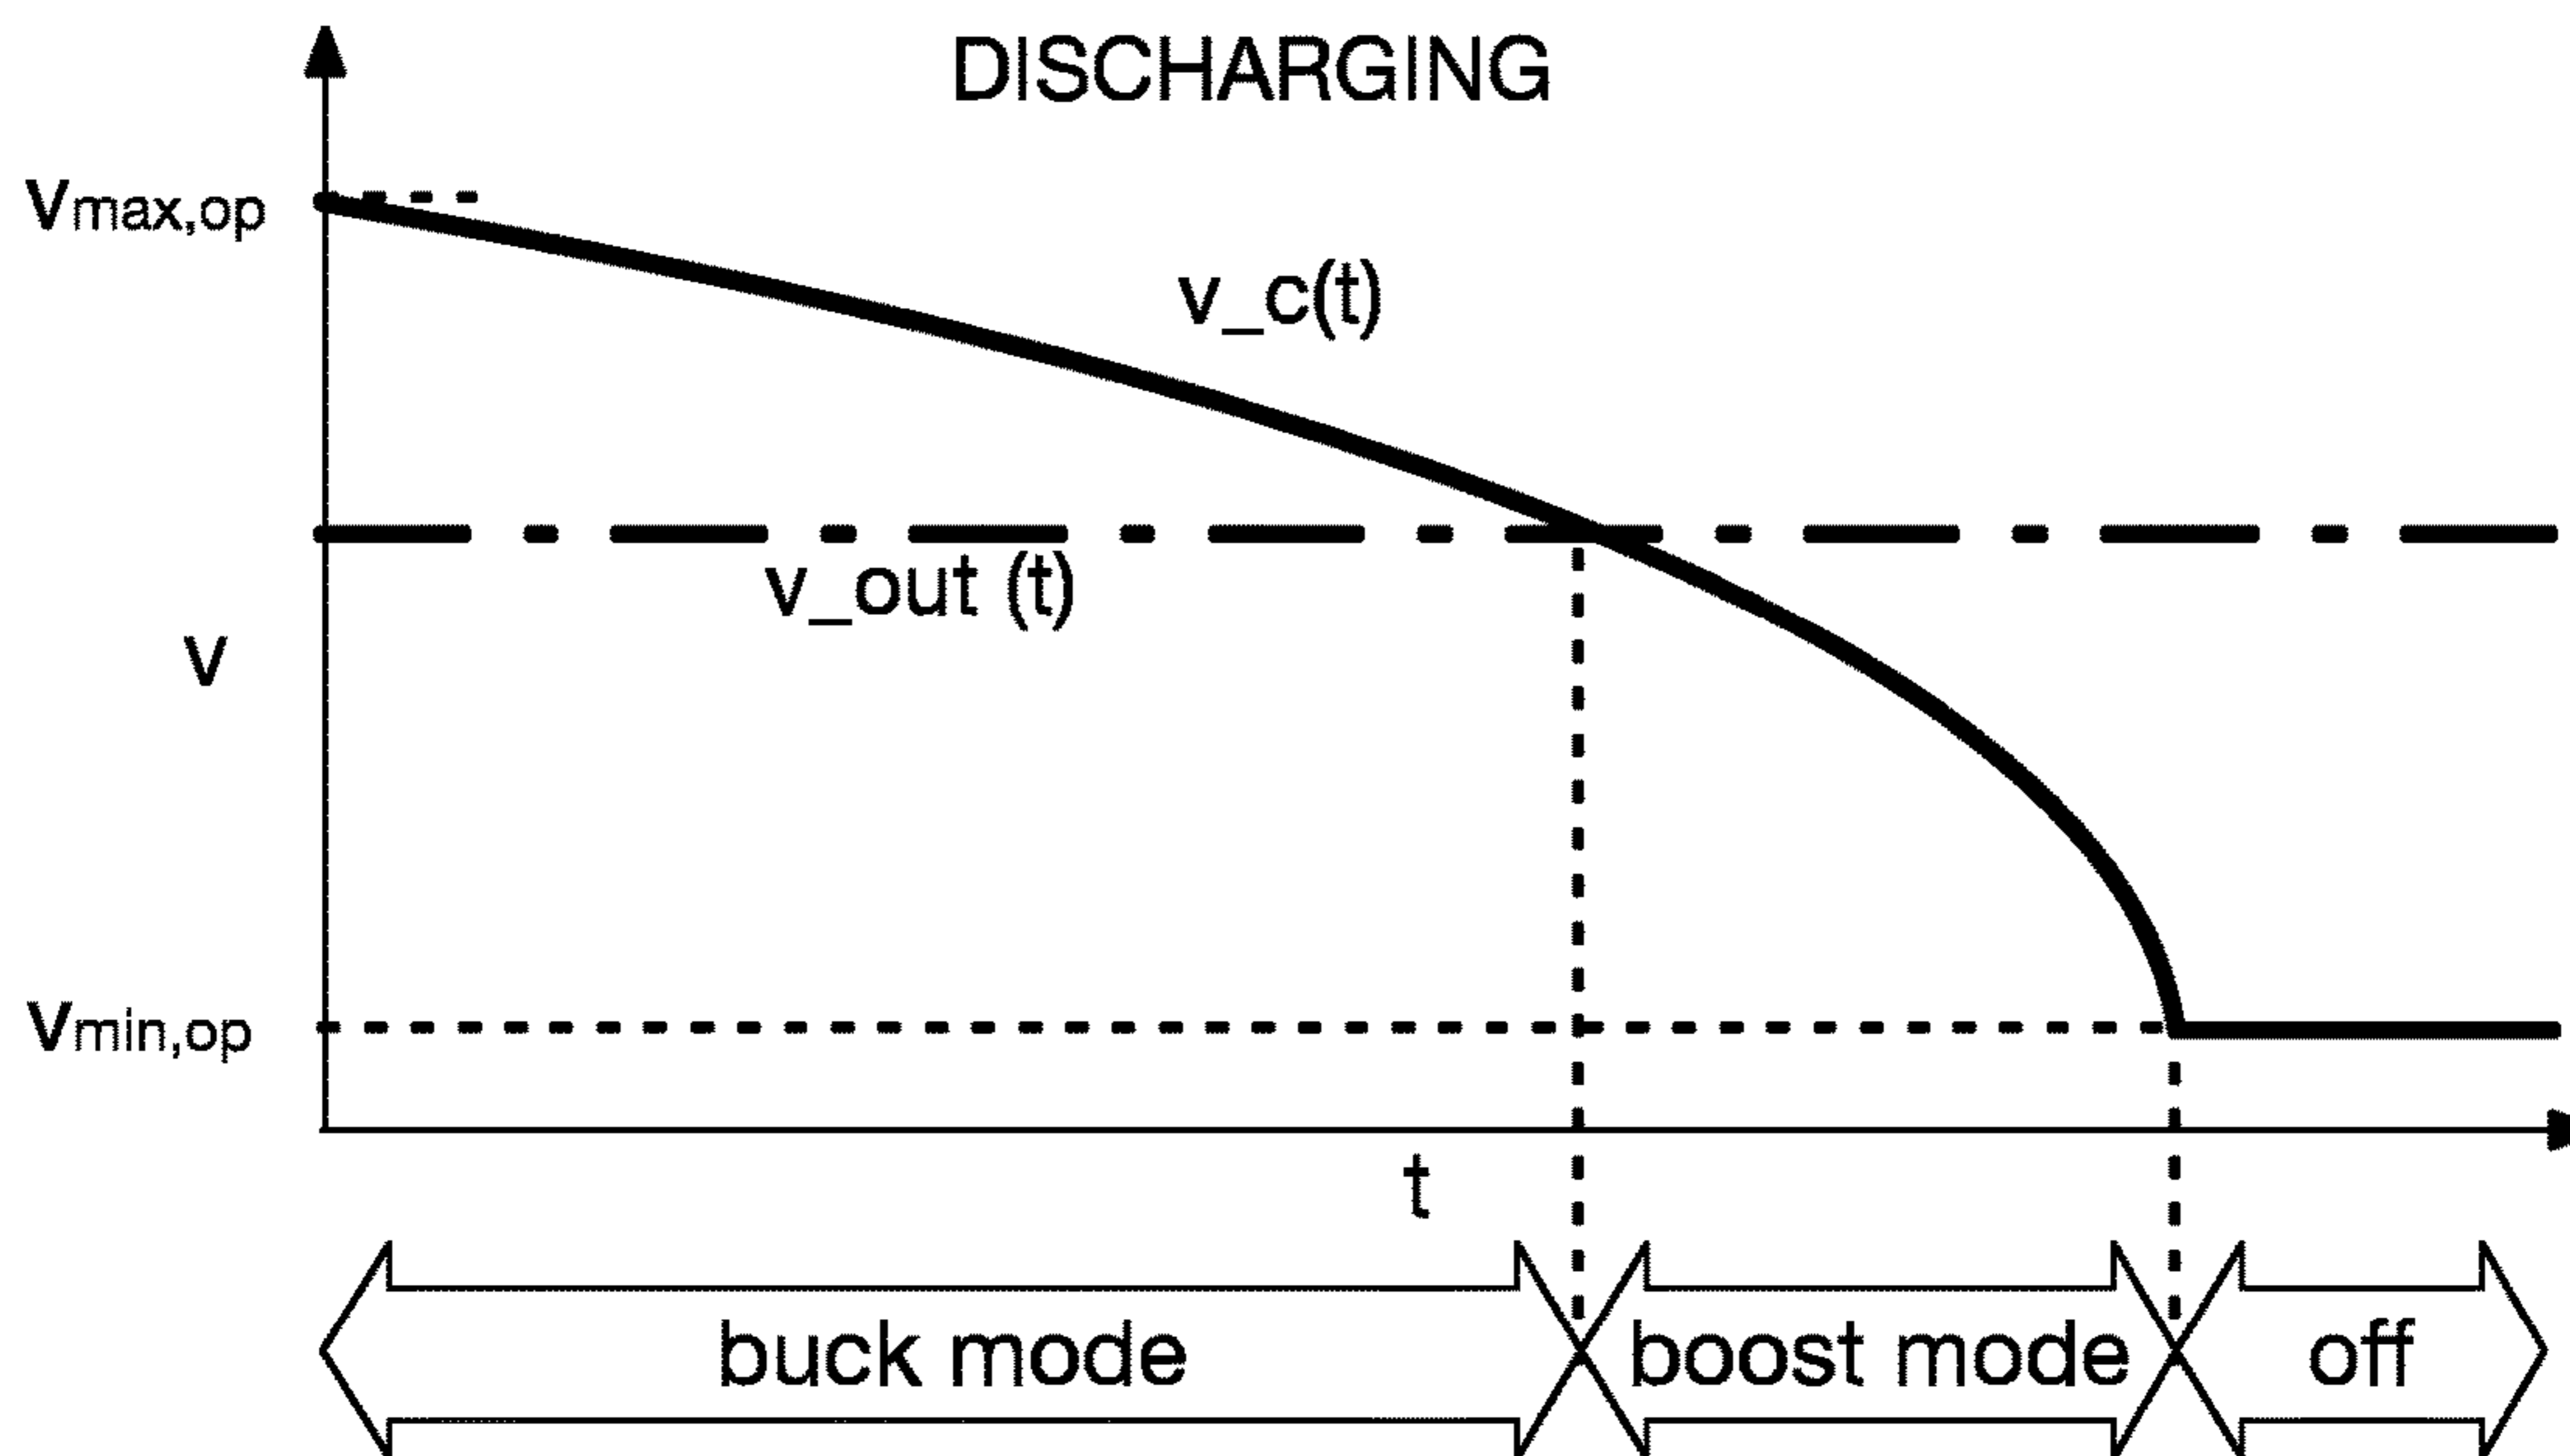 DISCHARGING
vmax,op
v_c(t)
v_out (t)
v
vmin,op
t
buck mode
boost mode
off